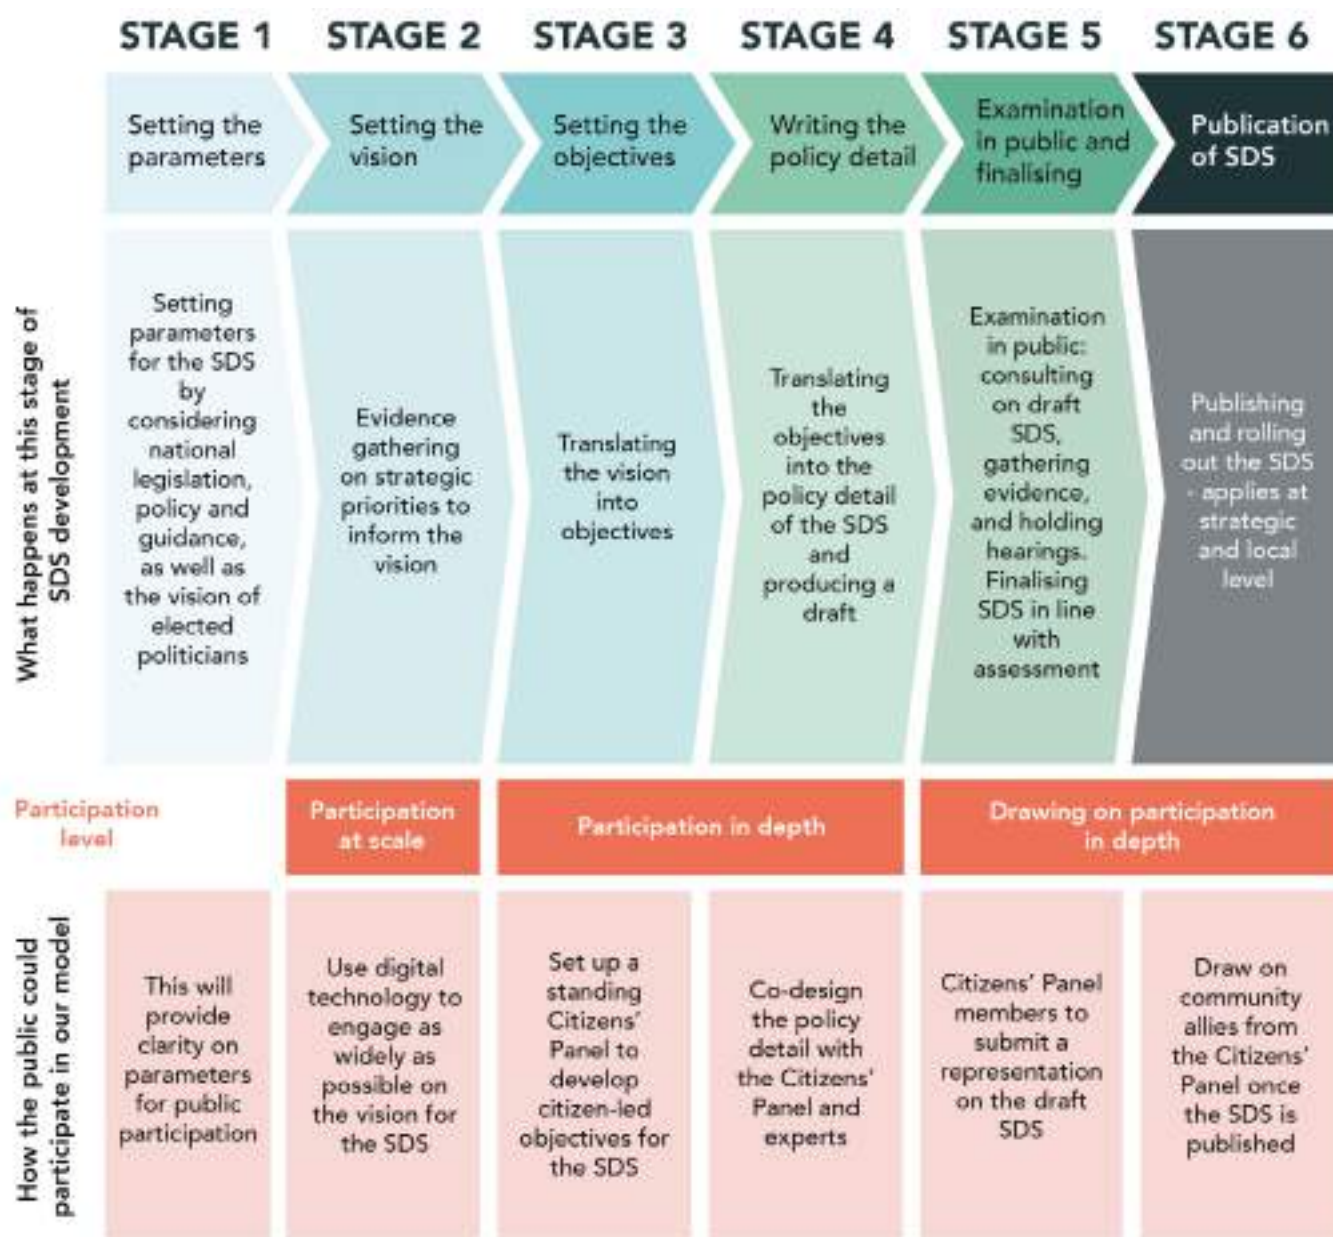 STAGE 1
STAGE 2
STAGE 3
STAGE 4
STAGE 5
STAGE 6
Setting the
parameters
Setting the
vision
Setting the
objectives
Writing the
policy detail
Examination
in public and
finalising
Publication
of SDS
What happens at this stage of
SDS development
Setting
parameters
for the SDS
by
considering
national
legislation,
policy and
guidance,
as well as
the vision of
elected
politicians
Evidence
gathering
on strategic
priorities to
inform the
vision
Translating
the vision
into
objectives
Translating
the
objectives
into the
policy detail
of the SDS
and
producing a
draft
Examination
in public:
consulting
on draft
SDS,
gathering
evidence,
and holding
hearings.
Finalising
SDS in line
with
assessment
Publishing
and rolling
out the SDS
- applies at
strategic
and local
level
Participation
level
Participation
at scale
Participation in depth
Drawing on participation
in depth
How the public could
participate in our model
This will
provide
clarity on
parameters
for public
participation
Use digital
technology to
engage as
widely as
possible on
the vision for
the SDS
Set up a
standing
Citizens'
Panel to
develop
citizen-led
objectives for
the SDS
Co-design
the policy
detail with
the Citizens'
Panel and
experts
Citizens' Panel
members to
submit a
representation
on the draft
SDS
Draw on
community
allies from
the Citizens'
Panel once
the SDS is
published